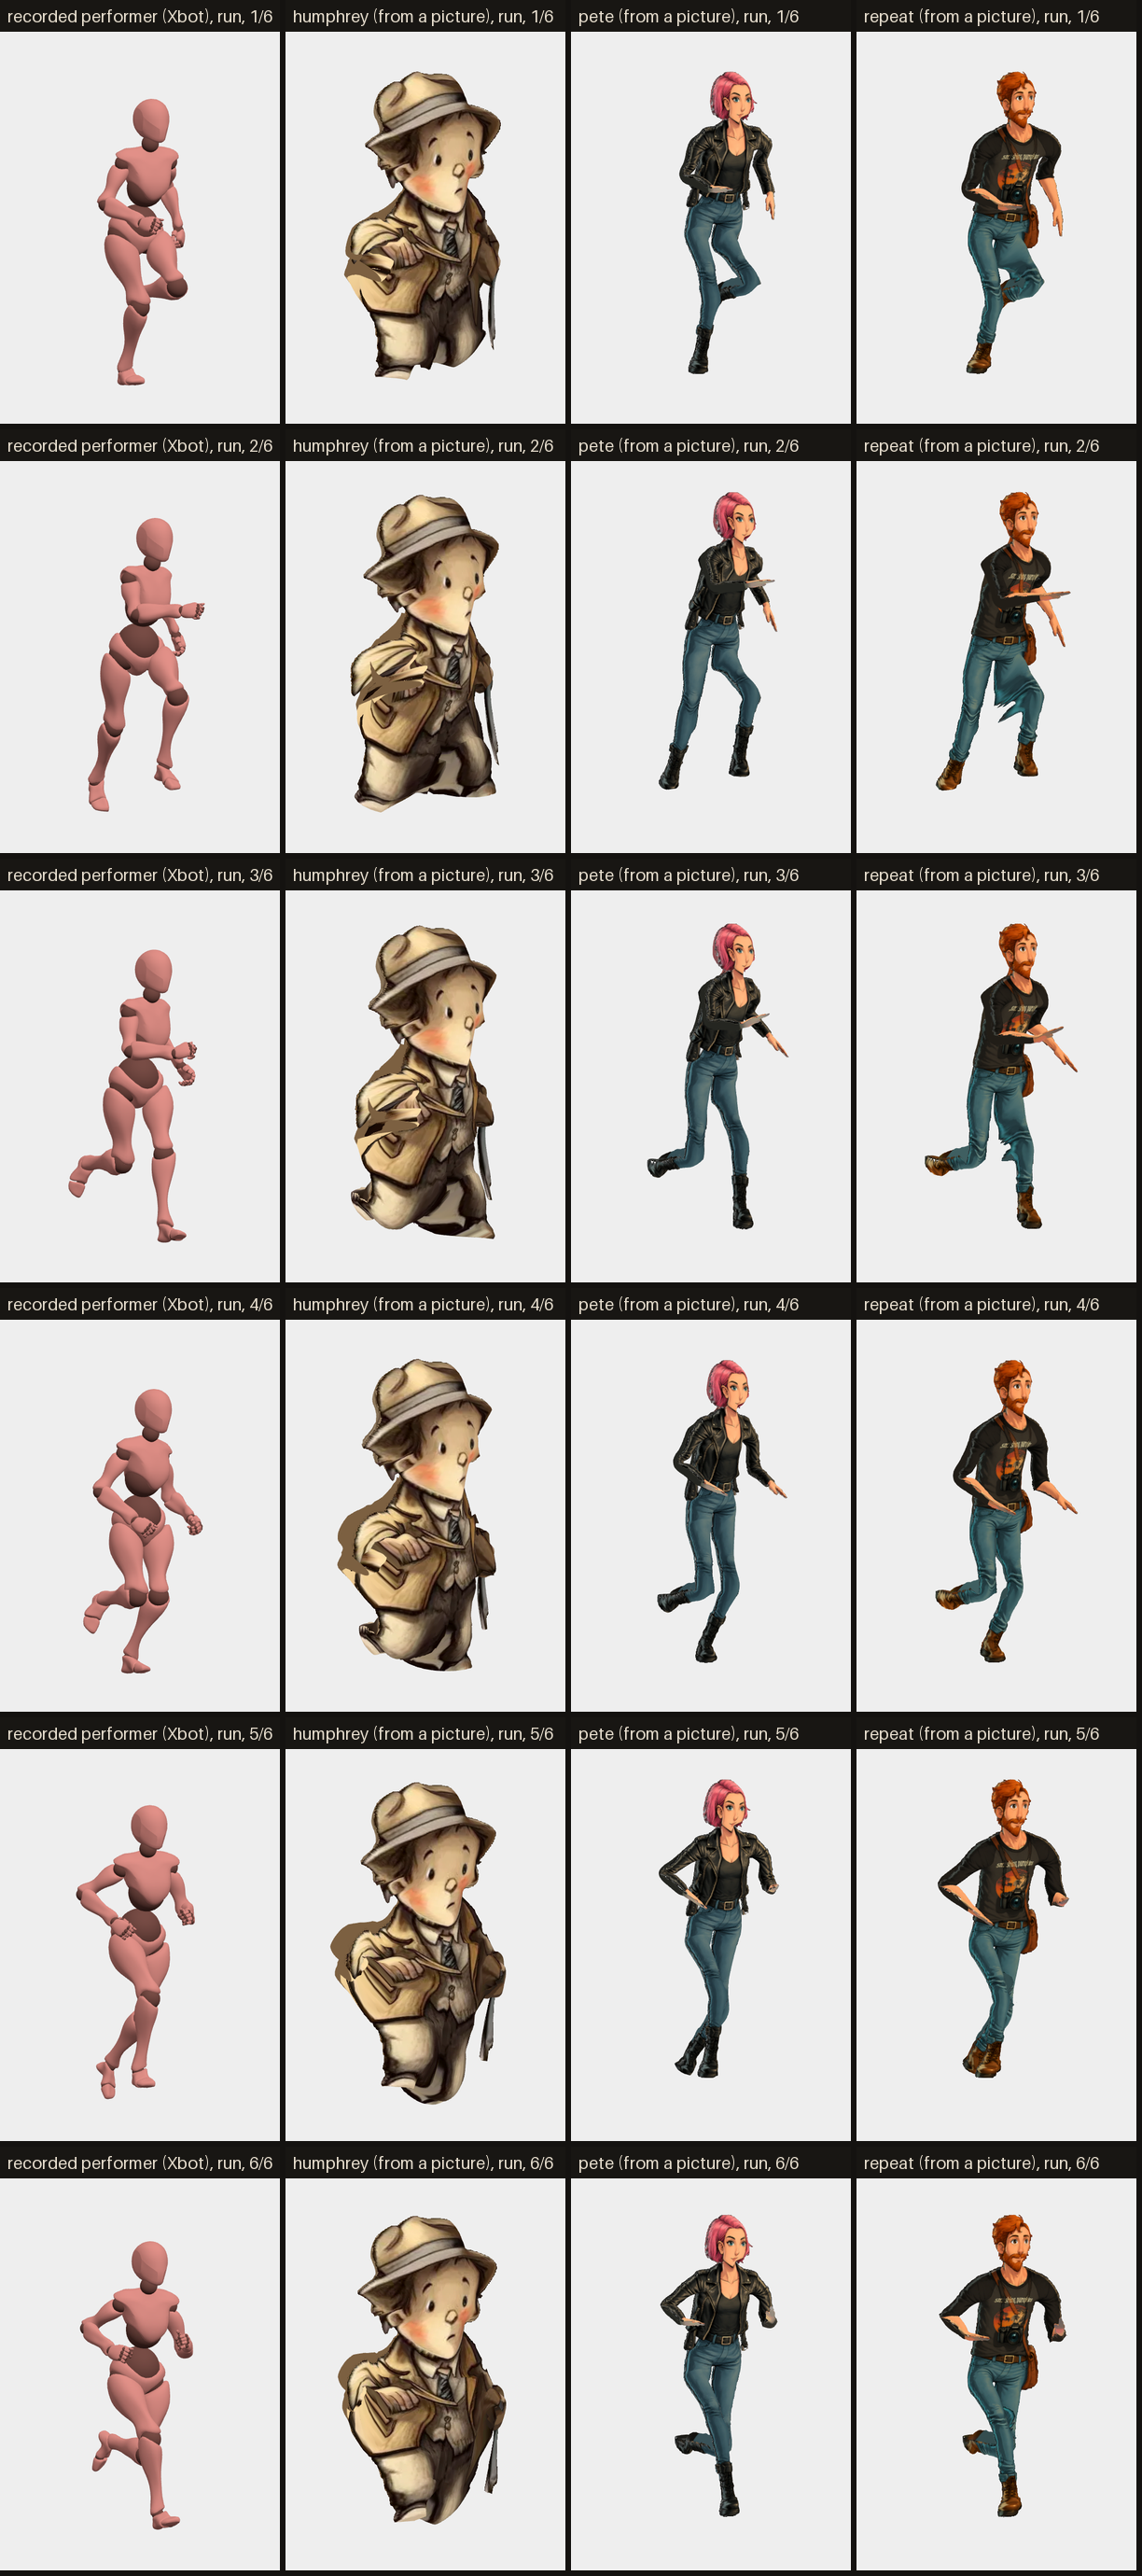 recorded performer (Xbot), run, 1/6
humphrey (from a picture), run, 1/6
pete (from a picture), run, 1/6
repeat (from a picture), run, 1/6
recorded performer (Xbot), run, 2/6
humphrey (from a picture), run, 2/6
pete (from a picture), run, 2/6
repeat (from a picture), run, 2/6
recorded performer (Xbot), run, 3/6
humphrey (from a picture), run, 3/6
pete (from a picture), run, 3/6
repeat (from a picture), run, 3/6
recorded performer (Xbot), run, 4/6
humphrey (from a picture), run, 4/6
pete (from a picture), run, 4/6
repeat (from a picture), run, 4/6
recorded performer (Xbot), run, 5/6
humphrey (from a picture), run, 5/6
pete (from a picture), run, 5/6
repeat (from a picture), run, 5/6
recorded performer (Xbot), run, 6/6
humphrey (from a picture), run, 6/6
pete (from a picture), run, 6/6
repeat (from a picture), run, 6/6